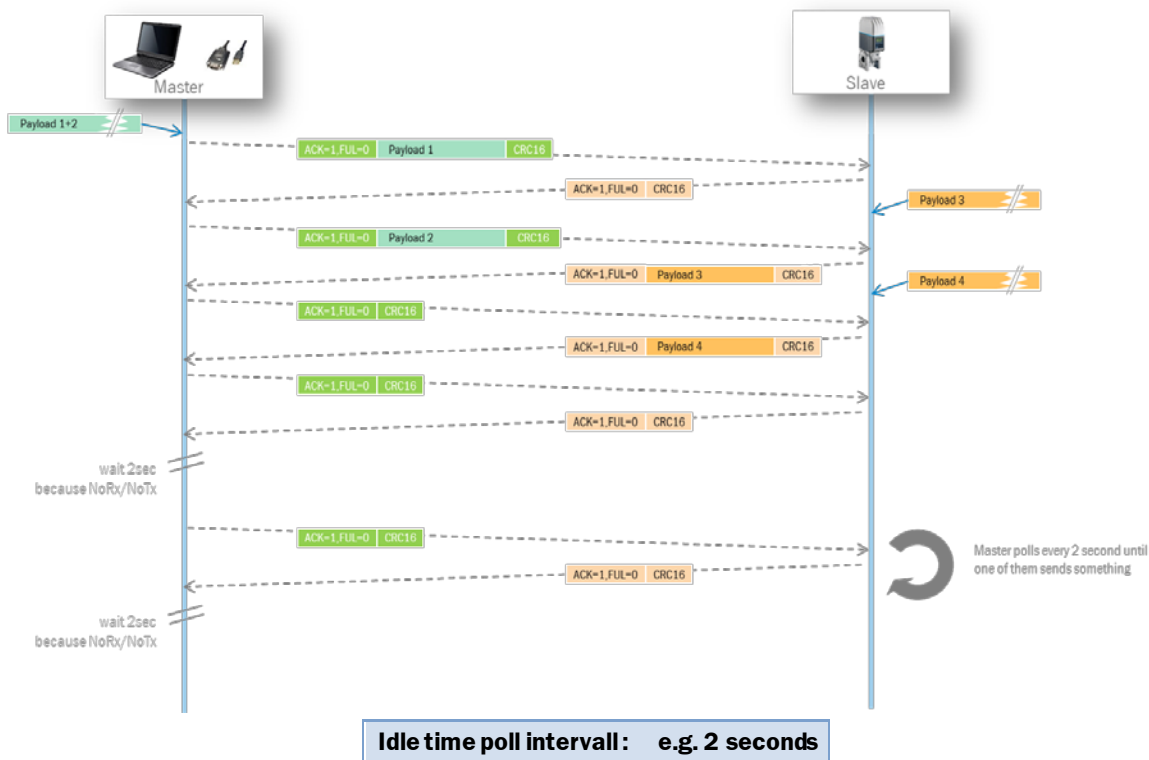 Master
Slave
Payload 1+2
ACK=1,FUL=0 Payload 1 CRC16
ACK=1,FUL=0 CRC16
Payload 3
ACK=1,FUL=0 Payload 2 CRC16
ACK=1,FUL=0 Payload 3 CRC16
Payload 4
ACK=1,FUL=0 CRC16
ACK=1,FUL=0 Payload 4 CRC16
ACK=1,FUL=0 CRC16
ACK=1,FUL=0 CRC16
wait 2sec
because NoRx/NoTx
ACK=1,FUL=0 CRC16
Master polls every 2 second until
one of them sends something
ACK=1,FUL=0 CRC16
wait 2sec
because NoRx/NoTx
Idle time poll intervall: e.g. 2 seconds